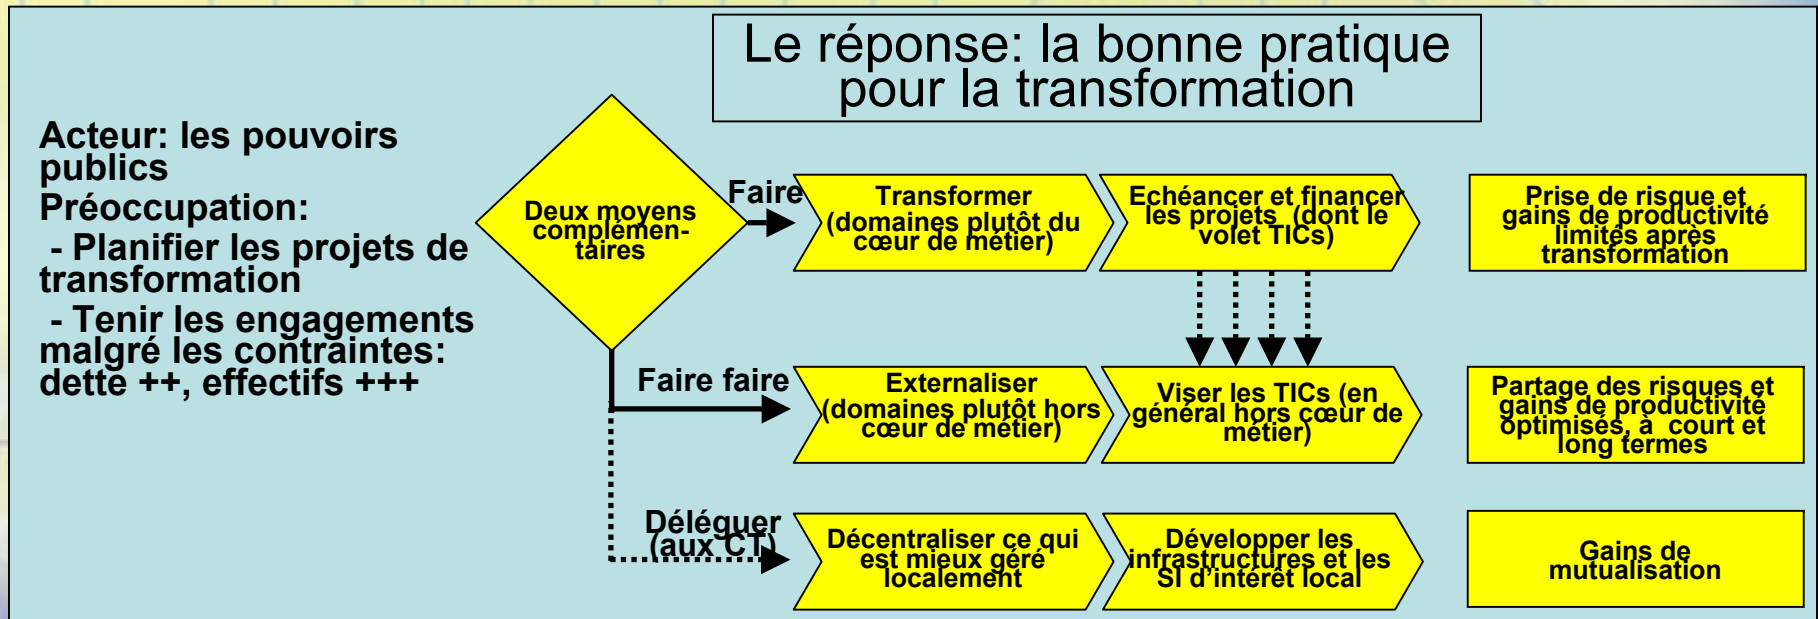 Le réponse: la bonne pratique
pour la transformation
Acteur: les pouvoirs
publics
Préoccupation:
- Planifier les projets de
transformation
- Tenir les engagements
malgré les contraintes:
dette ++, effectifs +++
Deux moyens
complémen-
taires
Faire
Transformer
(domaines plutôt du
cœur de métier)
Echéancer et financer
les projets (dont le
volet TICs)
Prise de risque et
gains de productivité
limités après
transformation
Faire faire
Externaliser
(domaines plutôt hors
cœur de métier)
Viser les TICs (en
général hors cœur de
métier)
Partage des risques et
gains de productivité
optimisés, à court et
long termes
Déléguer
(aux CT)
Décentraliser ce qui
est mieux géré
localement
Développer les
infrastructures et les
SI d'intérêt local
Gains de
mutualisation